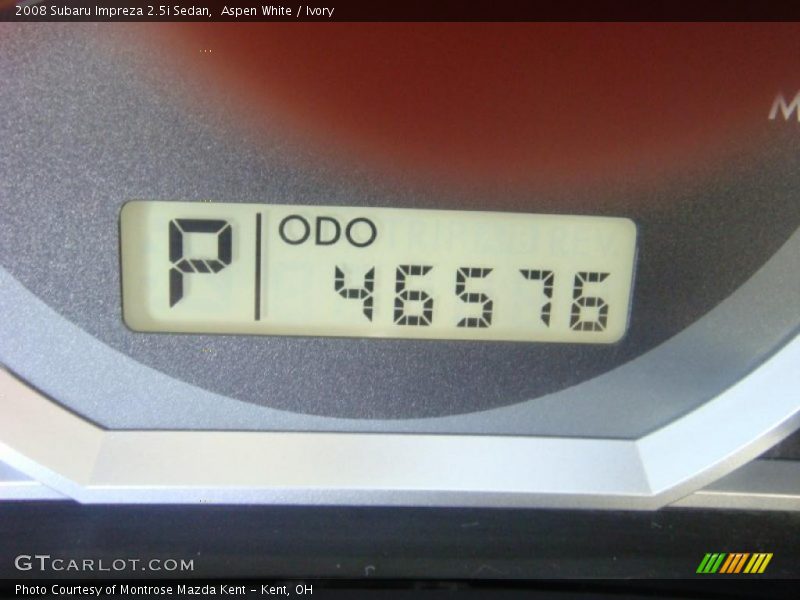 2008 Subaru Impreza 2.5i Sedan, Aspen White / Ivory
M
P ODO
46576
GTCARLOT.COM
Photo Courtesy of Montrose Mazda Kent - Kent, OH